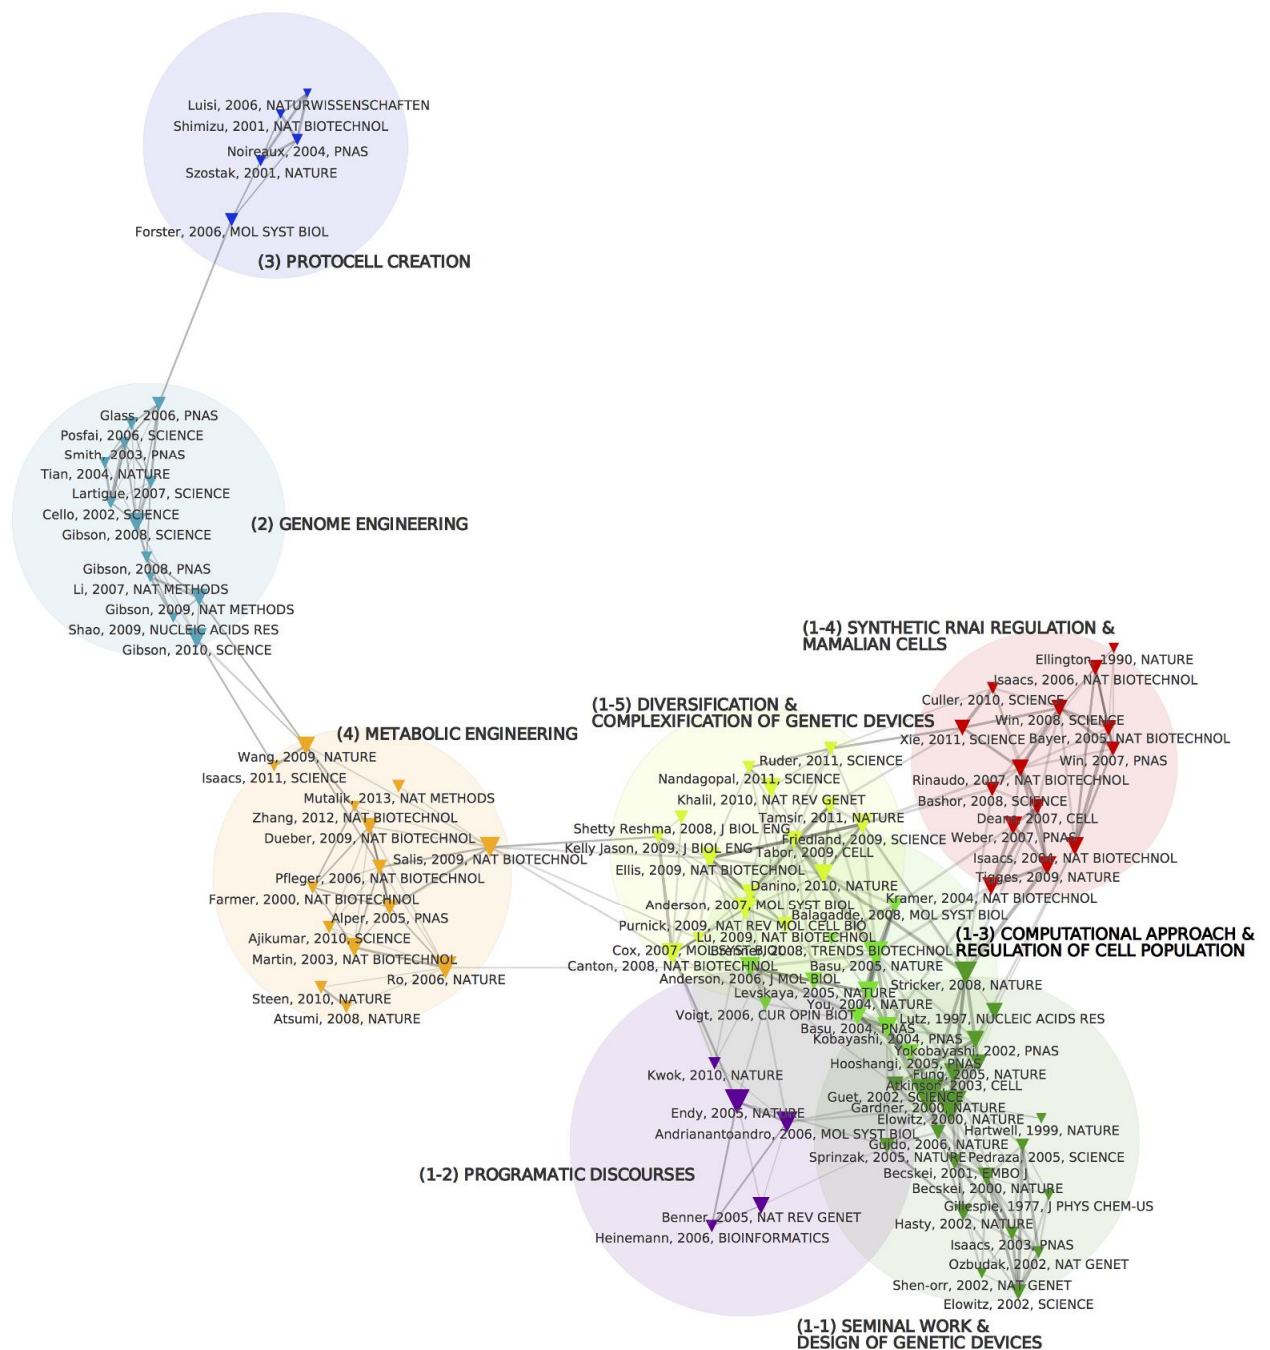 Luisi, 2006, NATURWISSENSCHAFTEN
Shimizu, 2001, NAT BIOTECHNOL
Noireaux, 2004, PNAS
Szostak, 2001, NATURE
Forster, 2006, MOL SYST BIOL
(3) PROTOCELL CREATION
Glass, 2006, PNAS
Posfai, 2006, SCIENCE
Smith, 2003, PNAS
Tian, 2004, NATURE
Lartigue, 2007, SCIENCE
Cello, 2002, SCIENCE
Gibson, 2008, SCIENCE
(2) GENOME ENGINEERING
Gibson, 2008, PNAS
Li, 2007, NAT METHODS
Gibson, 2009, NAT METHODS
Shao, 2009, NUCLEIC ACIDS RES
Gibson, 2010, SCIENCE
(4) METABOLIC ENGINEERING
Wang, 2009, NATURE
Isaacs, 2011, SCIENCE
Mutalik, 2013, NAT METHODS
Zhang, 2012, NAT BIOTECHNOL
Dueber, 2009, NAT BIOTECHNOL
Salis, 2009, NAT BIOTECHNOL
Pfleger, 2006, NAT BIOTECHNOL
Farmer, 2000, NAT BIOTECHNOL
Alper, 2005, PNAS
Ajikumar, 2010, SCIENCE
Martin, 2003, NAT BIOTECHNOL
Ro, 2006, NATURE
Steen, 2010, NATURE
Atsumi, 2008, NATURE
(1-5) DIVERSIFICATION &
COMPLEXIFICATION OF GENETIC DEVICES
Ruder, 2011, SCIENCE
Nandagopal, 2011, SCIENCE
Khalil, 2010, NAT REV GENET
Tamsir, 2011, NATURE
Shetty Reshma, 2008, J BIOL ENG
Friedland, 2009, SCIENCE
Kelly Jason, 2009, J BIOL ENG
Tabor, 2009, CELL
Ellis, 2009, NAT BIOTECHNOL
Danino, 2010, NATURE
Anderson, 2007, MOL SYST BIOL
Balagadde, 2008, MOL SYST BIOL
Purnick, 2009, NAT REV MOL CELL BIO
Lu, 2009, NAT BIOTECHNOL
Cox, 2007, MOL SYST BIOL
Brenner, 2008, TRENDS BIOTECHNOL
Canton, 2008, NAT BIOTECHNOL
(1-4) SYNTHETIC RNAI REGULATION &
MAMALIAN CELLS
Ellington, 1990, NATURE
Isaacs, 2006, NAT BIOTECHNOL
Culler, 2010, SCIENCE
Win, 2008, SCIENCE
Xie, 2011, SCIENCE
Bayer, 2005, NAT BIOTECHNOL
Win, 2007, PNAS
Rinaudo, 2007, NAT BIOTECHNOL
Bashor, 2008, SCIENCE
Deans, 2007, CELL
Weber, 2007, PNAS
Isaacs, 2004, NAT BIOTECHNOL
Tigges, 2009, NATURE
Kramer, 2004, NAT BIOTECHNOL
(1-3) COMPUTATIONAL APPROACH &
REGULATION OF CELL POPULATION
Basu, 2005, NATURE
Anderson, 2006, J MOL BIOL
Stricker, 2008, NATURE
Levskaya, 2005, NATURE
You, 2004, NATURE
Voigt, 2006, CUR OPIN BIOT
Lutz, 1997, NUCLEIC ACIDS RES
Basu, 2004, PNAS
Kobayashi, 2004, PNAS
Yokobayashi, 2002, PNAS
Hooshangi, 2005, PNAS
Fung, 2005, NATURE
Atkinson, 2003, CELL
Guet, 2002, SCIENCE
Gardner, 2000, NATURE
Elowitz, 2000, NATURE
Hartwell, 1999, NATURE
Guido, 2006, NATURE
Sprinzak, 2005, NATURE
Pedraza, 2005, SCIENCE
Becskei, 2001, EMBO J
Becskei, 2000, NATURE
Gillespie, 1977, J PHYS CHEM-US
Hasty, 2002, NATURE
Isaacs, 2003, PNAS
Ozbudak, 2002, NAT GENET
Shen-orr, 2002, NAT GENET
Elowitz, 2002, SCIENCE
Kwok, 2010, NATURE
Endy, 2005, NATURE
Andrianantoandro, 2006, MOL SYST BIOL
(1-2) PROGRAMATIC DISCOURSES
Benner, 2005, NAT REV GENET
Heinemann, 2006, BIOINFORMATICS
(1-1) SEMINAL WORK &
DESIGN OF GENETIC DEVICES